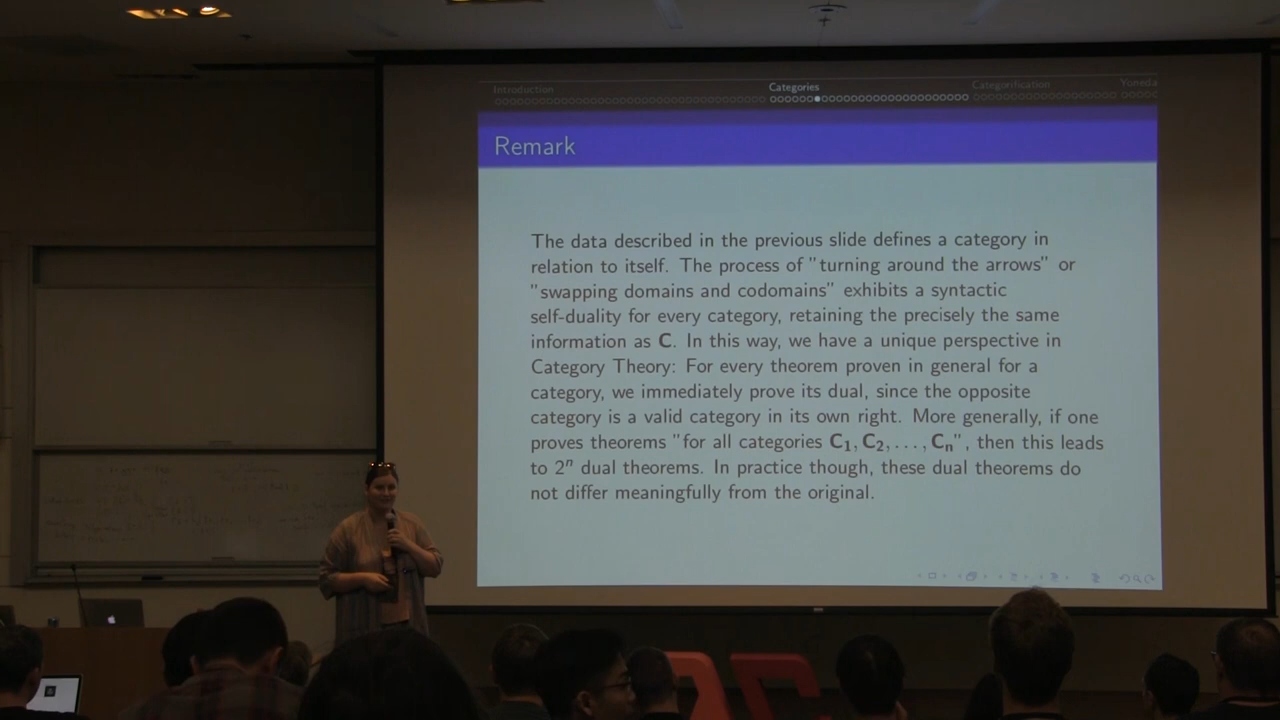 Introduction
Categories
Categorification
Yoneda
Remark
The data described in the previous slide defines a category in
relation to itself. The process of "turning around the arrows" or
"swapping domains and codomains" exhibits a syntactic
self-duality for every category, retaining the precisely the same
information as C. In this way, we have a unique perspective in
Category Theory: For every theorem proven in general for a
category, we immediately prove its dual, since the opposite
category is a valid category in its own right. More generally, if one
proves theorems "for all categories C₁, C₂, . . . , Cₙ", then this leads
to 2ⁿ dual theorems. In practice though, these dual theorems do
not differ meaningfully from the original.